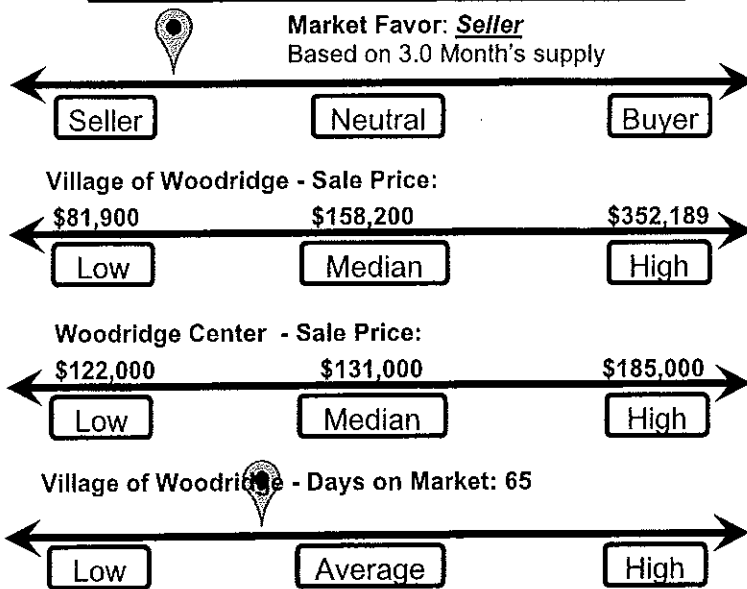 Market Favor: Seller
Based on 3.0 Month's supply
Seller Neutral Buyer
Village of Woodridge - Sale Price:
$81,900 $158,200 $352,189
Low Median High
Woodridge Center - Sale Price:
$122,000 $131,000 $185,000
Low Median High
Village of Woodridge - Days on Market: 65
Low Average High